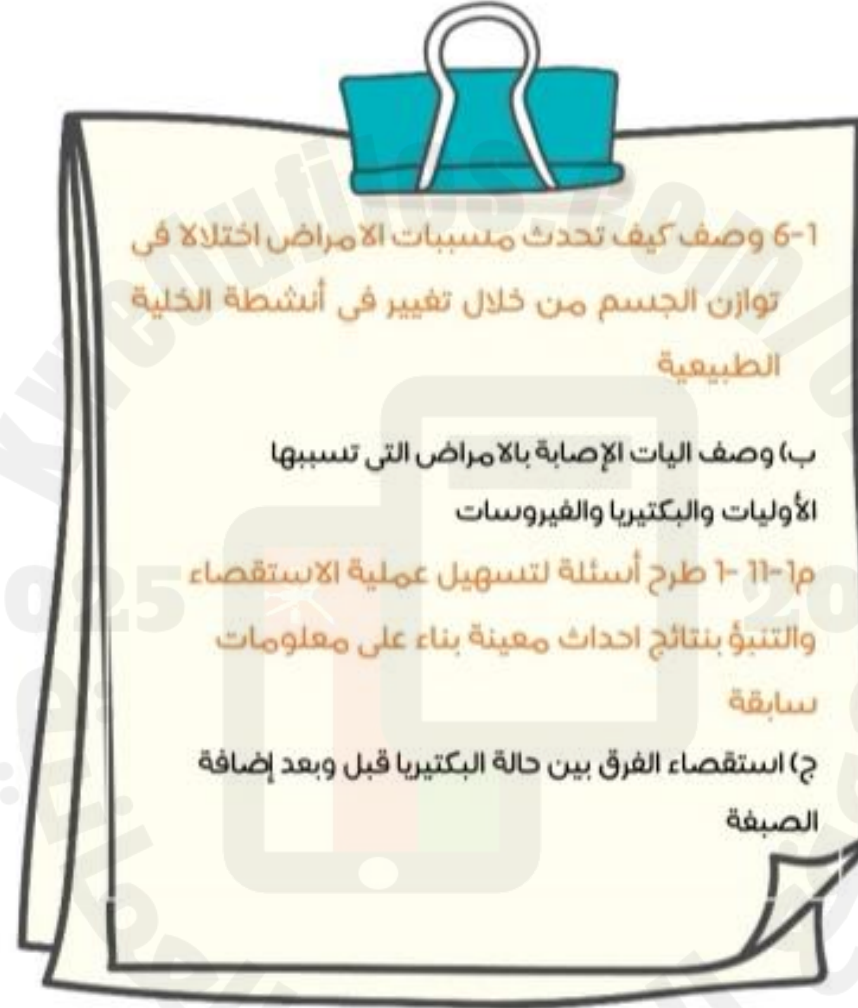 6-1 وصف كيف تحدث مسببات الامراض اختلالا في
توازن الجسم من خلال تغيير في أنشطة الخلية
الطبيعية
ب) وصف اليات الإصابة بالامراض التي تسببها
الأوليات والبكتيريا والفيروسات
م1-11 -1 طرح أسئلة لتسهيل عملية الاستقصاء
والتنبؤ بنتائج احداث معينة بناء على معلومات
سابقة
ج) استقصاء الفرق بين حالة البكتيريا قبل وبعد إضافة
الصبغة